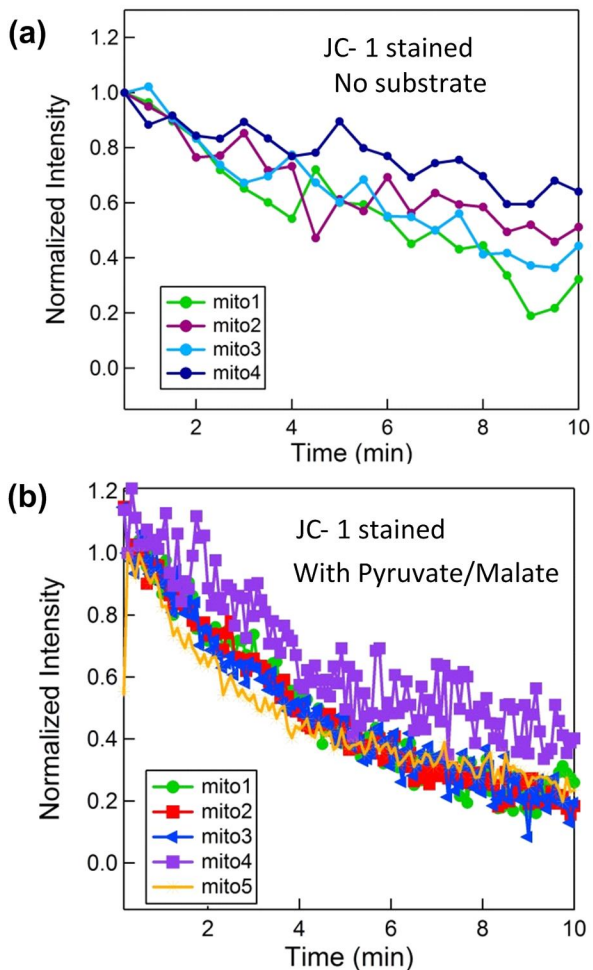 (a)
JC- 1 stained
No substrate
Normalized Intensity
1.2
1.0
0.8
0.6
0.4
0.2
0.0
mito1
mito2
mito3
mito4
2 4 6 8 10
Time (min)
(b)
JC- 1 stained
With Pyruvate/Malate
Normalized Intensity
1.2
1.0
0.8
0.6
0.4
0.2
0.0
mito1
mito2
mito3
mito4
mito5
2 4 6 8 10
Time (min)